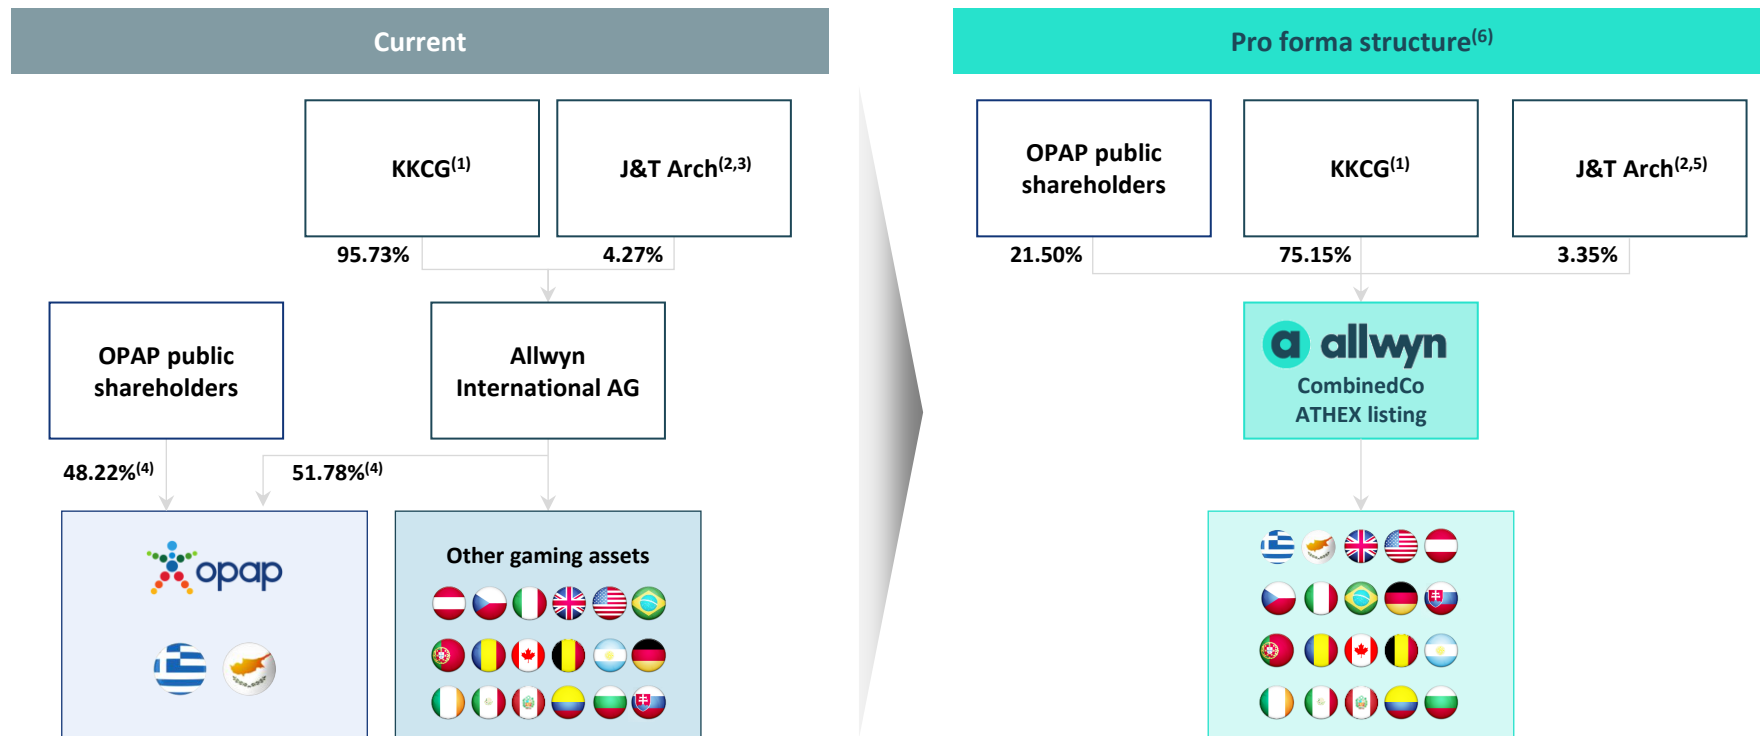 Current
KKCG(1)
J&T Arch(2,3)
95.73%
4.27%
OPAP public
shareholders
Allwyn
International AG
48.22%(4)
51.78%(4)
opap
Other gaming assets
Pro forma structure(6)
OPAP public
shareholders
KKCG(1)
J&T Arch(2,5)
21.50%
75.15%
3.35%
a allwyn
CombinedCo
ATHEX listing